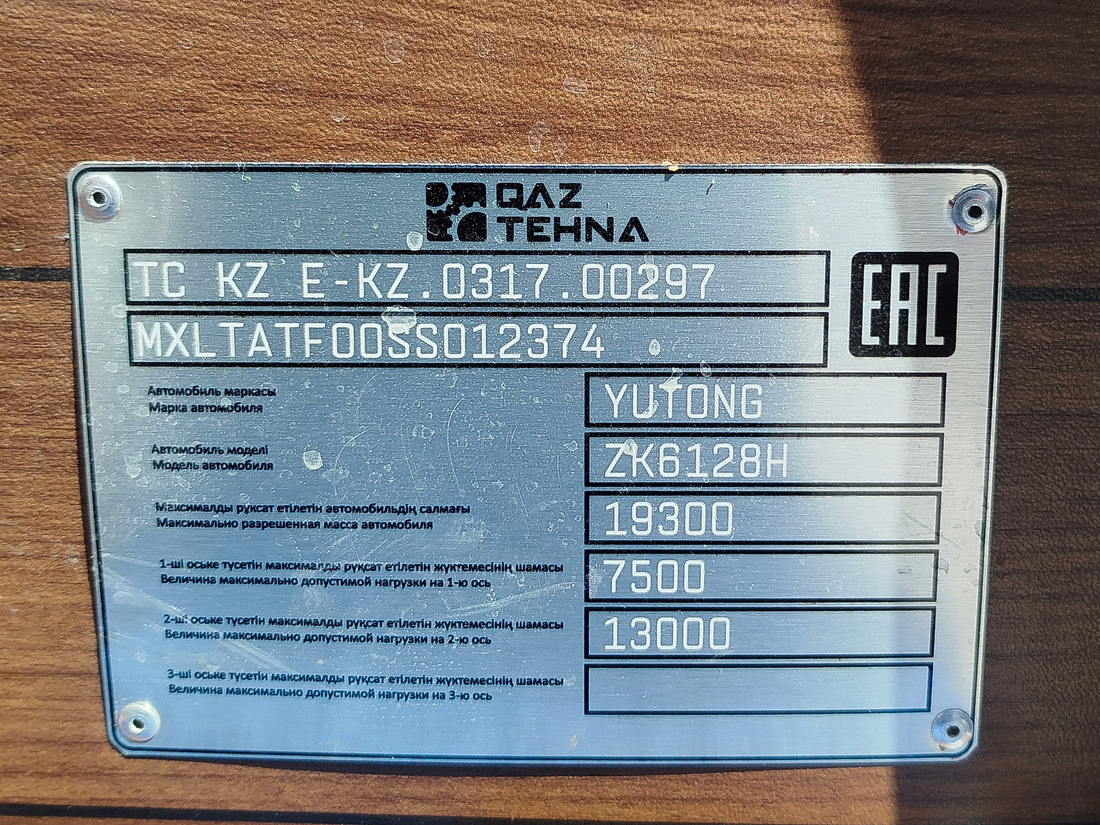 QAZ
TEHNA
TC KZ E-KZ.0317.00297
EAC
MXLTATF00SS012374
Автомобиль маркасы
Марка автомобиля
YUTONG
Автомобиль моделі
Модель автомобиля
ZK6128H
Максималды рұқсат етілетін автомобильдің салмағы
Максимально разрешенная масса автомобиля
19300
1-ші оське түсетін максималды рұқсат етілетін жүктемесінің шамасы
Величина максимально допустимой нагрузки на 1-ю ось
7500
2-ші оське түсетін максималды рұқсат етілетін жүктемесінің шамасы
Величина максимально допустимой нагрузки на 2-ю ось
13000
3-ші оське түсетін максималды рұқсат етілетін жүктемесінің шамасы
Величина максимально допустимой нагрузки на 3-ю ось